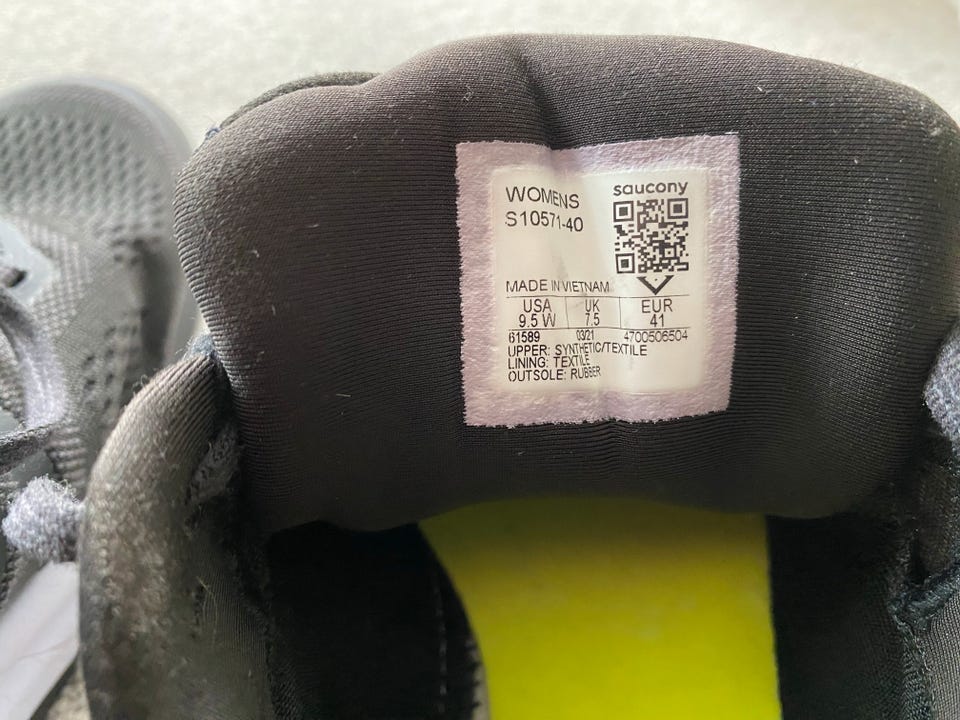 WOMENS
S10571-40
saucony
MADE IN VIETNAM
USA UK EUR
9.5 W 7.5 41
61589 03/21 4700506504
UPPER: SYNTHETIC/TEXTILE
LINING: TEXTILE
OUTSOLE: RUBBER